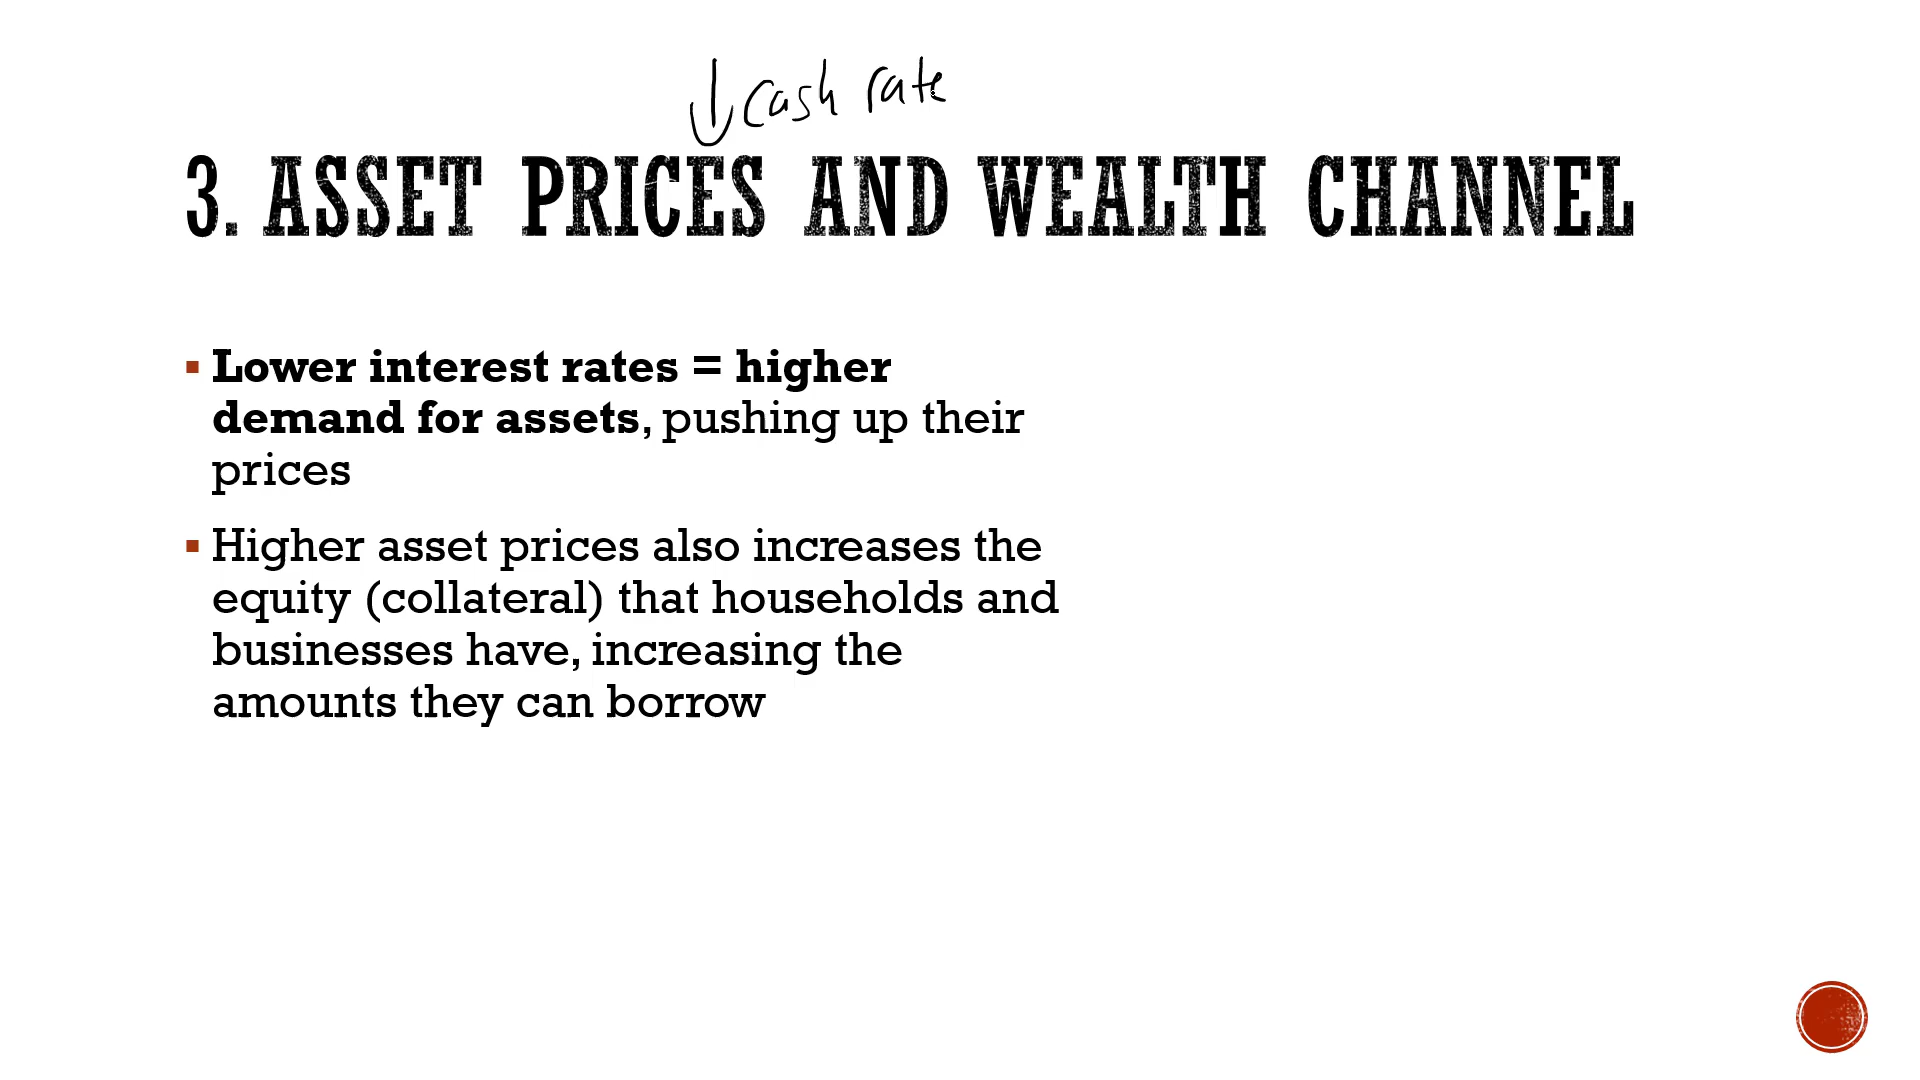 ↓ cash rate
3. ASSET PRICES AND WEALTH CHANNEL
▪ Lower interest rates = higher
demand for assets, pushing up their
prices
▪ Higher asset prices also increases the
equity (collateral) that households and
businesses have, increasing the
amounts they can borrow